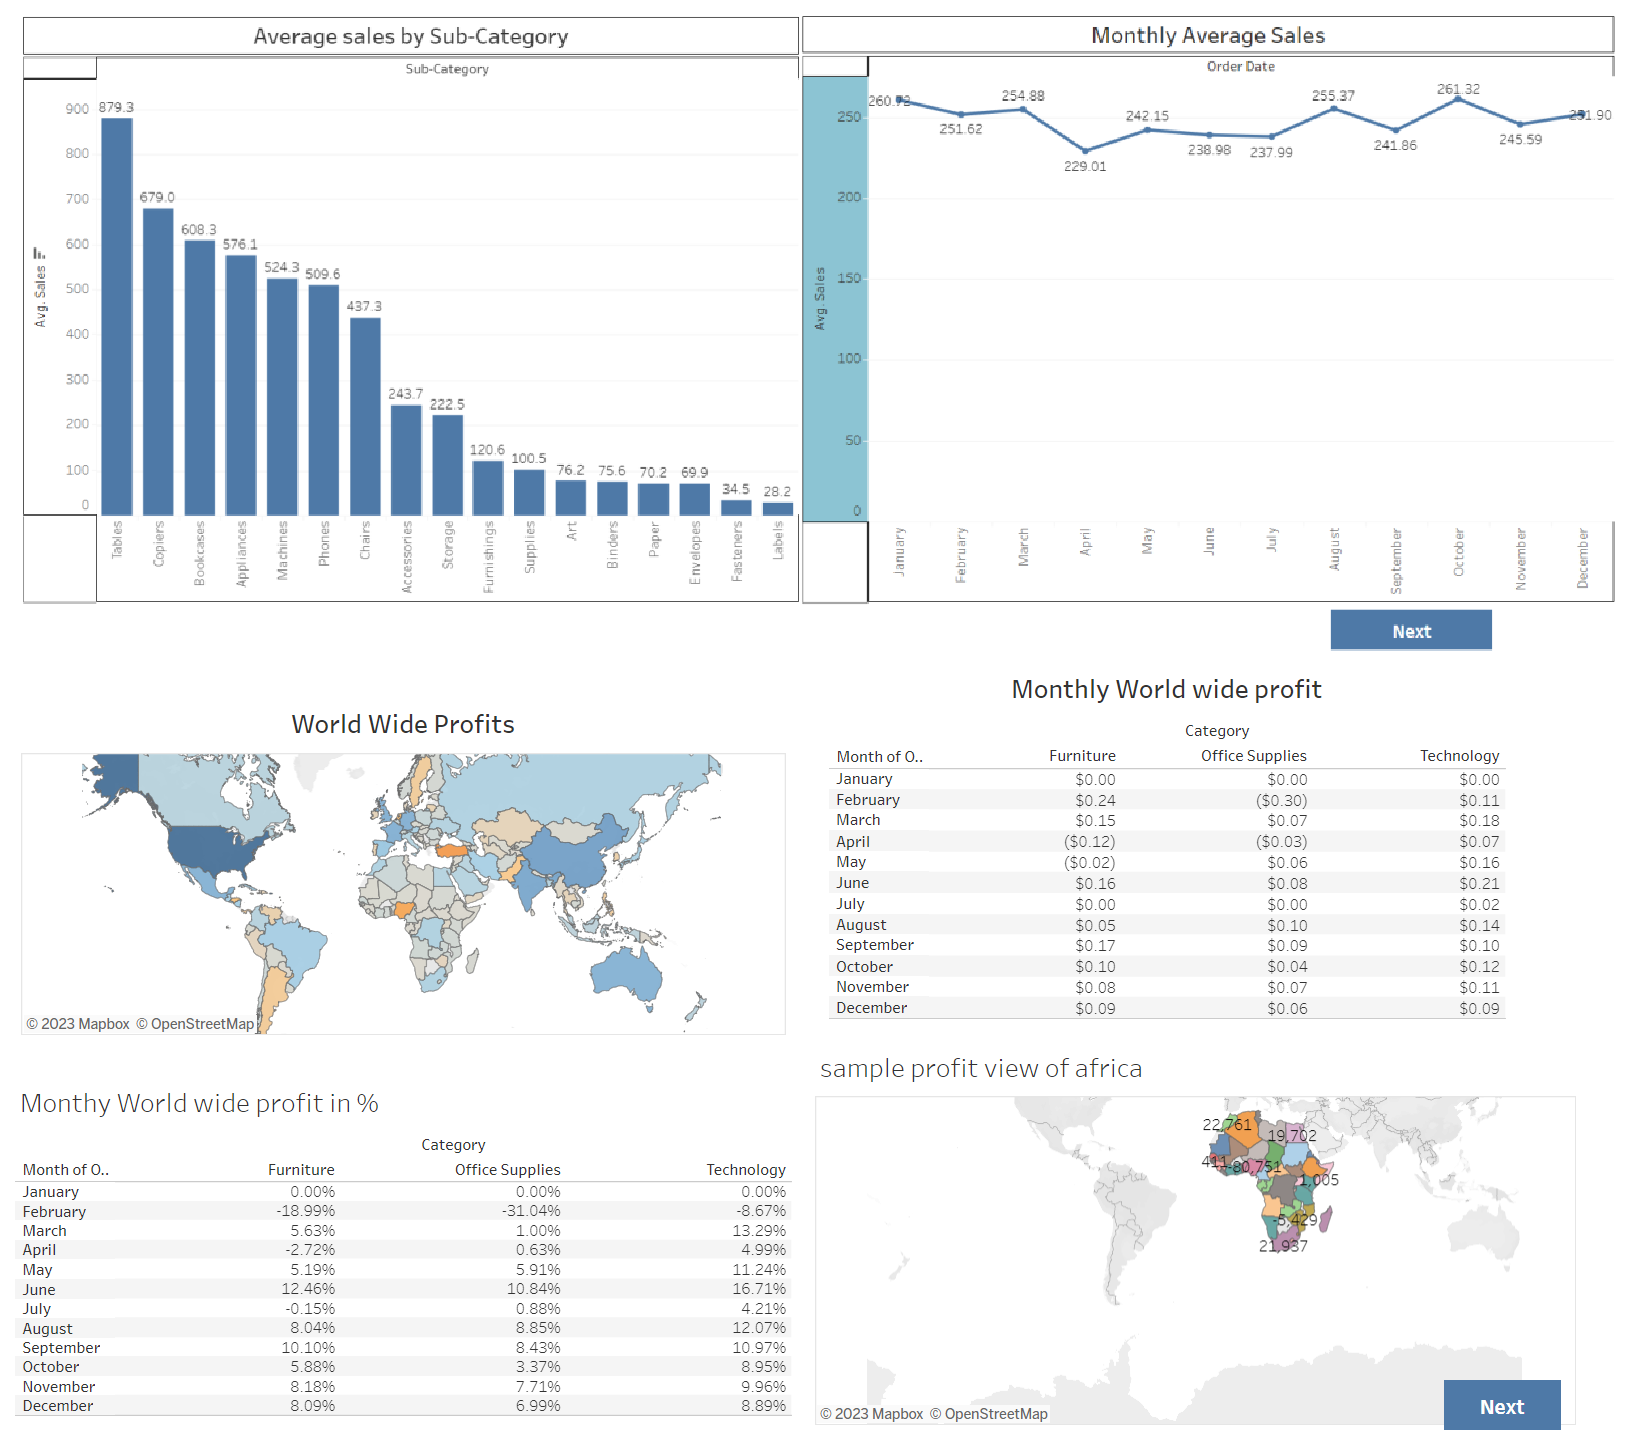 Average sales by Sub-Category
Sub-Category
Avg. Sales
900
800
700
600
500
400
300
200
100
0
879.3
679.0
608.3
576.1
524.3
509.6
437.3
243.7
222.5
120.6
100.5
76.2
75.6
70.2
69.9
34.5
28.2
Tables
Copiers
Bookcases
Appliances
Machines
Phones
Chairs
Accessories
Storage
Furnishings
Supplies
Art
Binders
Paper
Envelopes
Fasteners
Labels
Monthly Average Sales
Order Date
Avg. Sales
250
200
150
100
50
0
251.62
254.88
229.01
242.15
238.98
237.99
255.37
241.86
261.32
245.59
January
February
March
April
May
June
July
August
September
October
November
December
Next
World Wide Profits
© 2023 Mapbox © OpenStreetMap
Monthly World wide profit
Category
Month of O.. Furniture Office Supplies Technology
January $0.00 $0.00 $0.00
February $0.24 ($0.30) $0.11
March $0.15 $0.07 $0.18
April ($0.12) ($0.03) $0.07
May ($0.02) $0.06 $0.16
June $0.16 $0.08 $0.21
July $0.00 $0.00 $0.02
August $0.05 $0.10 $0.14
September $0.17 $0.09 $0.10
October $0.10 $0.04 $0.12
November $0.08 $0.07 $0.11
December $0.09 $0.06 $0.09
Monthy World wide profit in %
Category
Month of O.. Furniture Office Supplies Technology
January 0.00% 0.00% 0.00%
February -18.99% -31.04% -8.67%
March 5.63% 1.00% 13.29%
April -2.72% 0.63% 4.99%
May 5.19% 5.91% 11.24%
June 12.46% 10.84% 16.71%
July -0.15% 0.88% 4.21%
August 8.04% 8.85% 12.07%
September 10.10% 8.43% 10.97%
October 5.88% 3.37% 8.95%
November 8.18% 7.71% 9.96%
December 8.09% 6.99% 8.89%
sample profit view of africa
22,761
19,702
-80,751
1,005
-5,429
21,937
© 2023 Mapbox © OpenStreetMap
Next